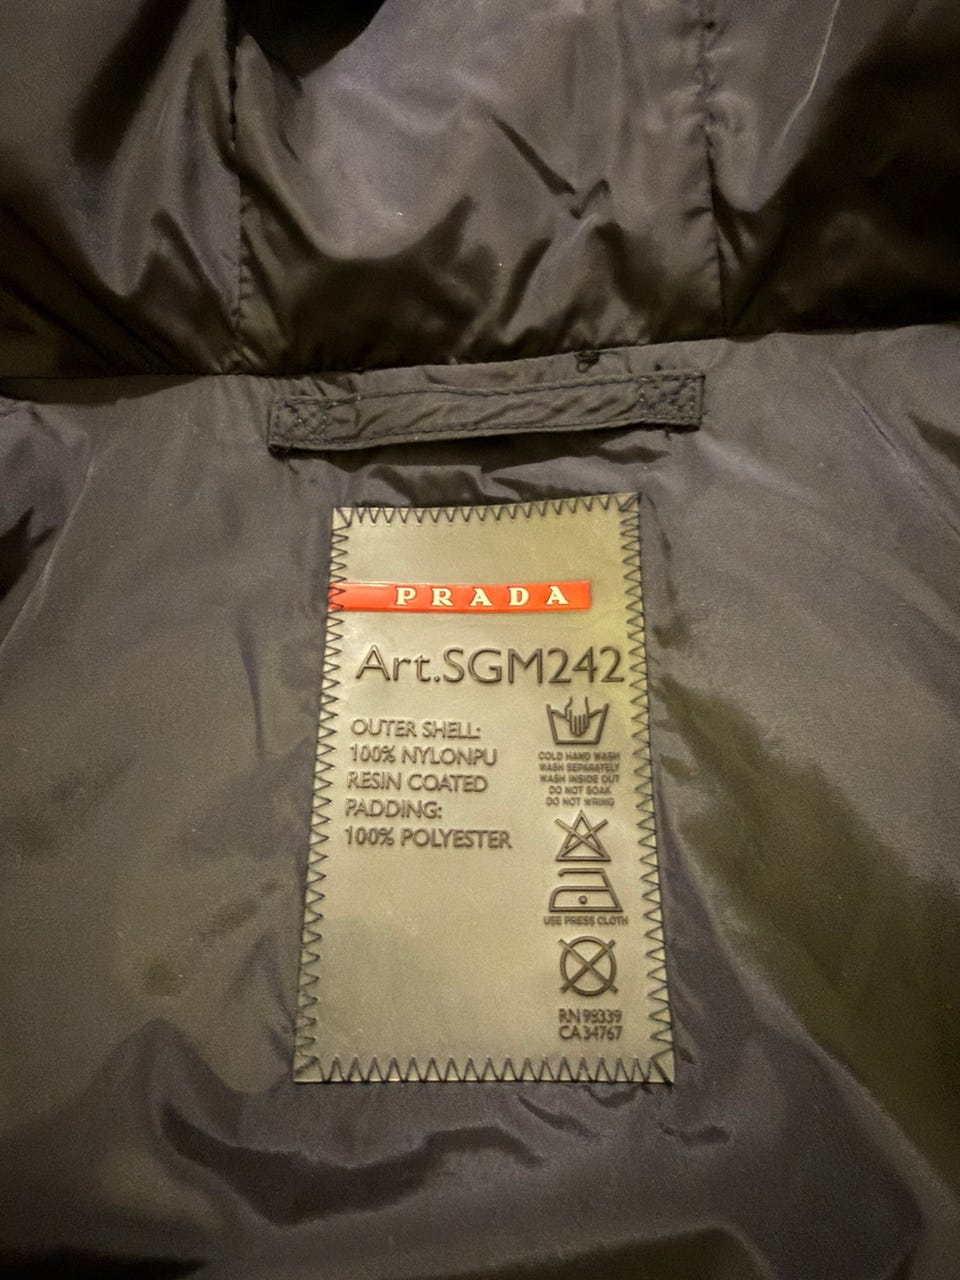 PRADA
Art.SGM242
OUTER SHELL:
100% NYLONPU
RESIN COATED
PADDING:
100% POLYESTER
COLD HAND WASH
WASH SEPARATELY
WASH INSIDE OUT
DO NOT SOAK
DO NOT WRING
USE PRESS CLOTH
RN 99339
CA 34767